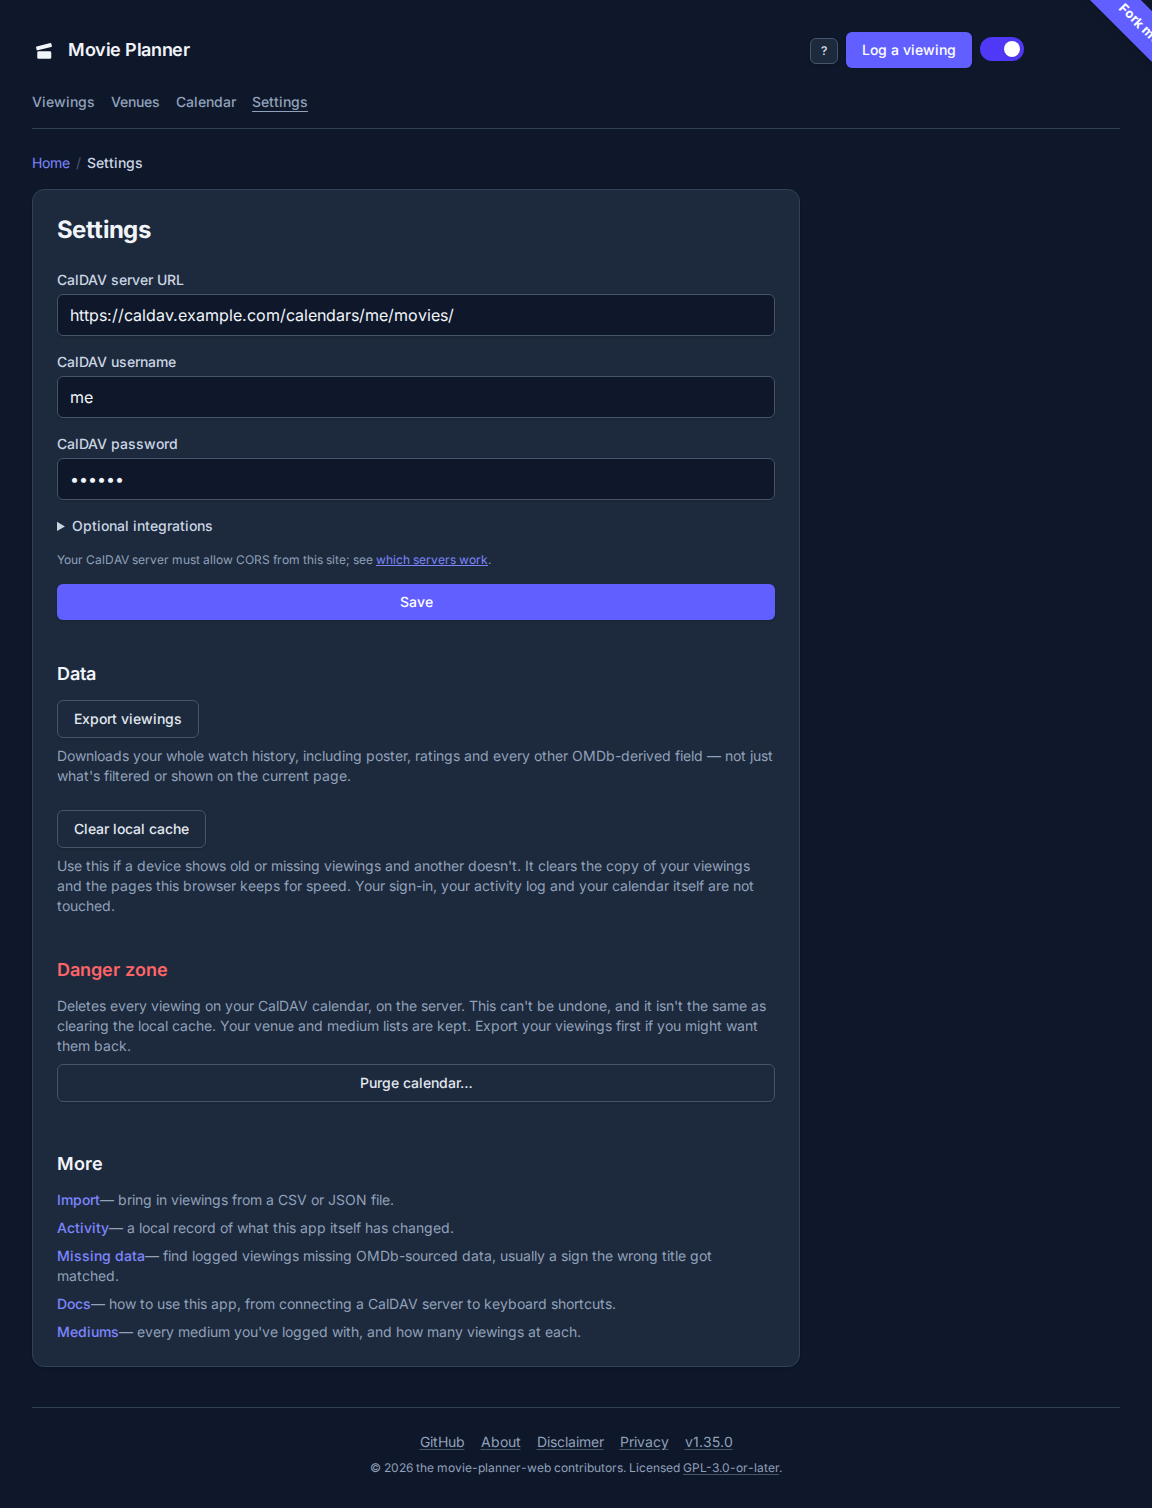 Movie Planner
?
Log a viewing
Fork m
Viewings
Venues
Calendar
Settings
Home / Settings
Settings
CalDAV server URL
https://caldav.example.com/calendars/me/movies/
CalDAV username
me
CalDAV password
••••••
Optional integrations
Your CalDAV server must allow CORS from this site; see which servers work.
Save
Data
Export viewings
Downloads your whole watch history, including poster, ratings and every other OMDb-derived field — not just
what's filtered or shown on the current page.
Clear local cache
Use this if a device shows old or missing viewings and another doesn't. It clears the copy of your viewings
and the pages this browser keeps for speed. Your sign-in, your activity log and your calendar itself are not
touched.
Danger zone
Deletes every viewing on your CalDAV calendar, on the server. This can't be undone, and it isn't the same as
clearing the local cache. Your venue and medium lists are kept. Export your viewings first if you might want
them back.
Purge calendar...
More
Import— bring in viewings from a CSV or JSON file.
Activity— a local record of what this app itself has changed.
Missing data— find logged viewings missing OMDb-sourced data, usually a sign the wrong title got
matched.
Docs— how to use this app, from connecting a CalDAV server to keyboard shortcuts.
Mediums— every medium you've logged with, and how many viewings at each.
GitHub
About
Disclaimer
Privacy
v1.35.0
© 2026 the movie-planner-web contributors. Licensed GPL-3.0-or-later.